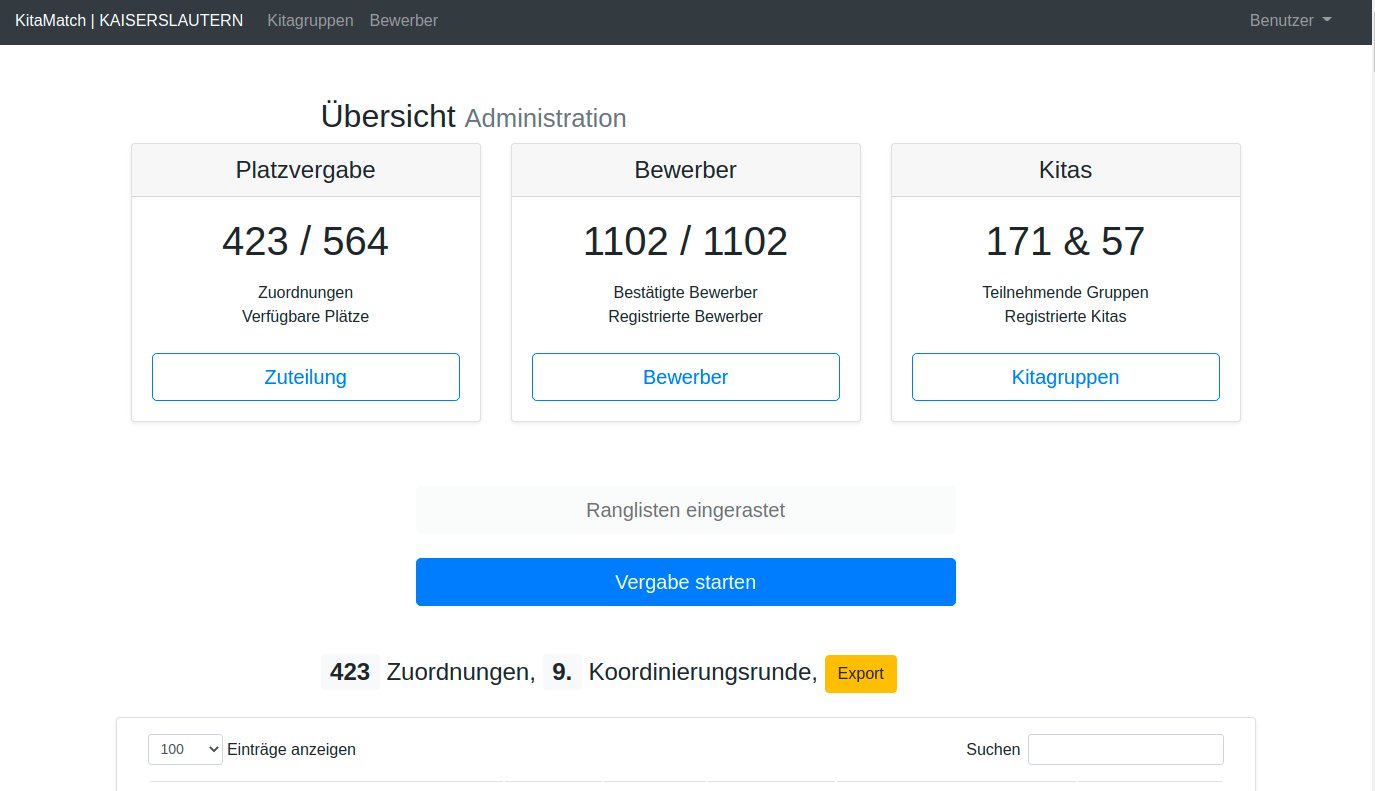 KitaMatch | KAISERSLAUTERN Kitagruppen Bewerber Benutzer
Übersicht Administration
Platzvergabe
423 / 564
Zuordnungen
Verfügbare Plätze
Zuteilung
Bewerber
1102 / 1102
Bestätigte Bewerber
Registrierte Bewerber
Bewerber
Kitas
171 & 57
Teilnehmende Gruppen
Registrierte Kitas
Kitagruppen
Ranglisten eingerastet
Vergabe starten
423 Zuordnungen, 9. Koordinierungsrunde, Export
100 Einträge anzeigen Suchen